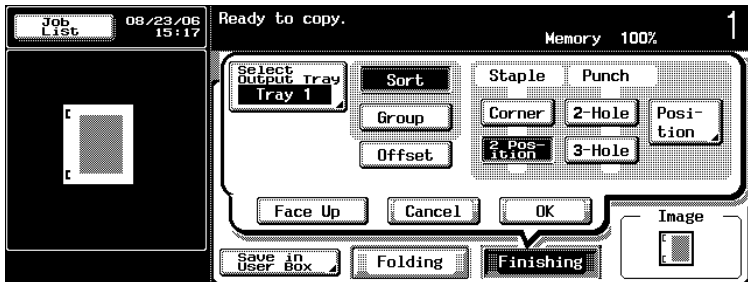 Job
List
08/23/06
15:17
Ready to copy.
Memory 100%
1
Select
Output Tray
Tray 1
Sort
Group
Offset
Staple
Punch
Corner
2-Hole
Posi-
tion
2 Pos-
ition
3-Hole
Face Up
Cancel
OK
Image
Save in
User Box
Folding
Finishing